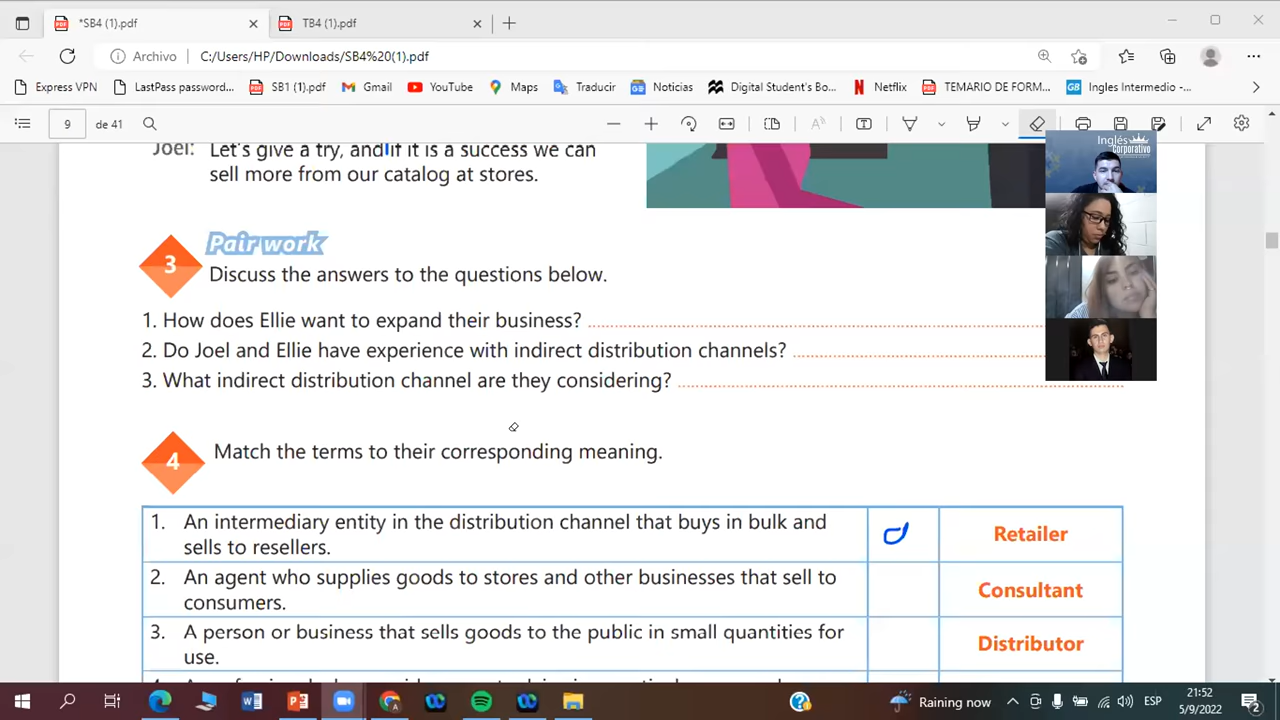 *SB4 (1).pdf
TB4 (1).pdf
Archivo C:/Users/HP/Downloads/SB4%20(1).pdf
Express VPN LastPass password... SB1 (1).pdf Gmail YouTube Maps Traducir Noticias Digital Student's Bo... Netflix TEMARIO DE FORM... Ingles Intermedio -...
9 de 41
Inglés
Corporativo
Joel: Let's give a try, and if it is a success we can
sell more from our catalog at stores.
3 Pair work
Discuss the answers to the questions below.
1. How does Ellie want to expand their business?
2. Do Joel and Ellie have experience with indirect distribution channels?
3. What indirect distribution channel are they considering?
4 Match the terms to their corresponding meaning.
1. An intermediary entity in the distribution channel that buys in bulk and
sells to resellers.
Retailer
2. An agent who supplies goods to stores and other businesses that sell to
consumers.
Consultant
3. A person or business that sells goods to the public in small quantities for
use.
Distributor
Raining now ESP 21:52
5/9/2022